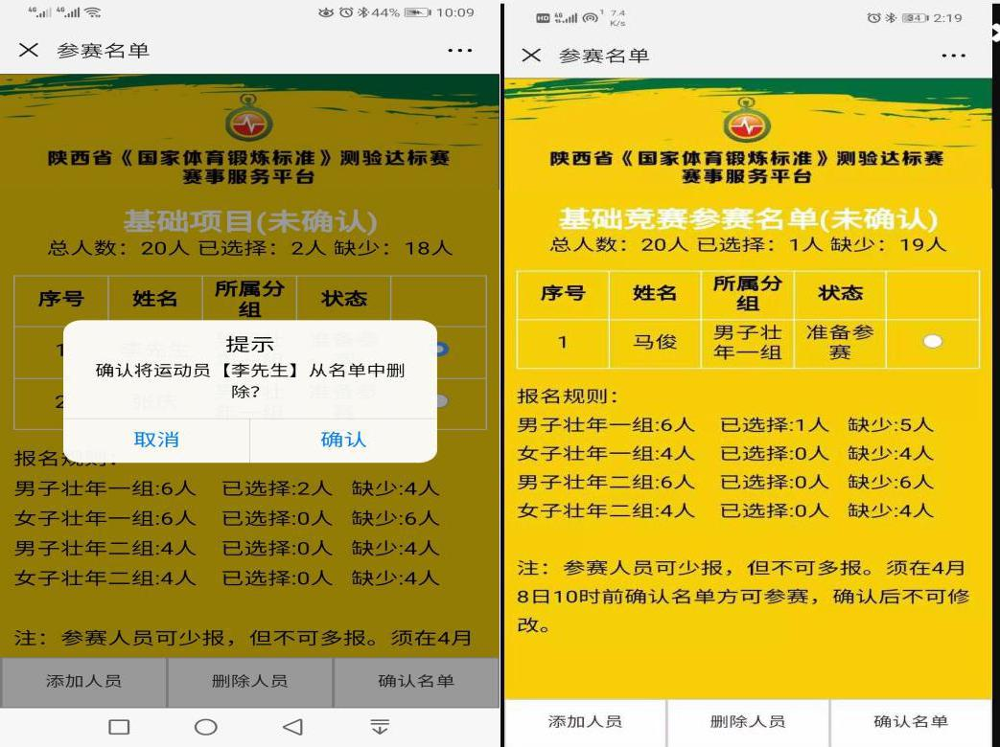 4G 4G 44% 10:09
参赛名单
陕西省《国家体育锻炼标准》测验达标赛
赛事服务平台
基础项目(未确认)
总人数：20人 已选择：2人 缺少：18人
序号 姓名 所属分组 状态
1 李先生 准备参
提示
确认将运动员【李先生】从名单中删
除?
取消 确认
2 张庆
报名规则:
男子壮年一组:6人 已选择:2人 缺少:4人
女子壮年一组:6人 已选择:0人 缺少:6人
男子壮年二组:4人 已选择:0人 缺少:4人
女子壮年二组:4人 已选择:0人 缺少:4人
注：参赛人员可少报，但不可多报。须在4月
添加人员 删除人员 确认名单
HD 4G 1 7.4 K/s 34 2:19
参赛名单
陕西省《国家体育锻炼标准》测验达标赛
赛事服务平台
基础竞赛参赛名单(未确认)
总人数：20人 已选择：1人 缺少：19人
序号 姓名 所属分组 状态
1 马俊 男子壮年一组 准备参赛
报名规则：
男子壮年一组:6人 已选择:1人 缺少:5人
女子壮年一组:4人 已选择:0人 缺少:4人
男子壮年二组:6人 已选择:0人 缺少:6人
女子壮年二组:4人 已选择:0人 缺少:4人
注：参赛人员可少报，但不可多报。须在4月
8日10时前确认名单方可参赛，确认后不可修
改。
添加人员 删除人员 确认名单